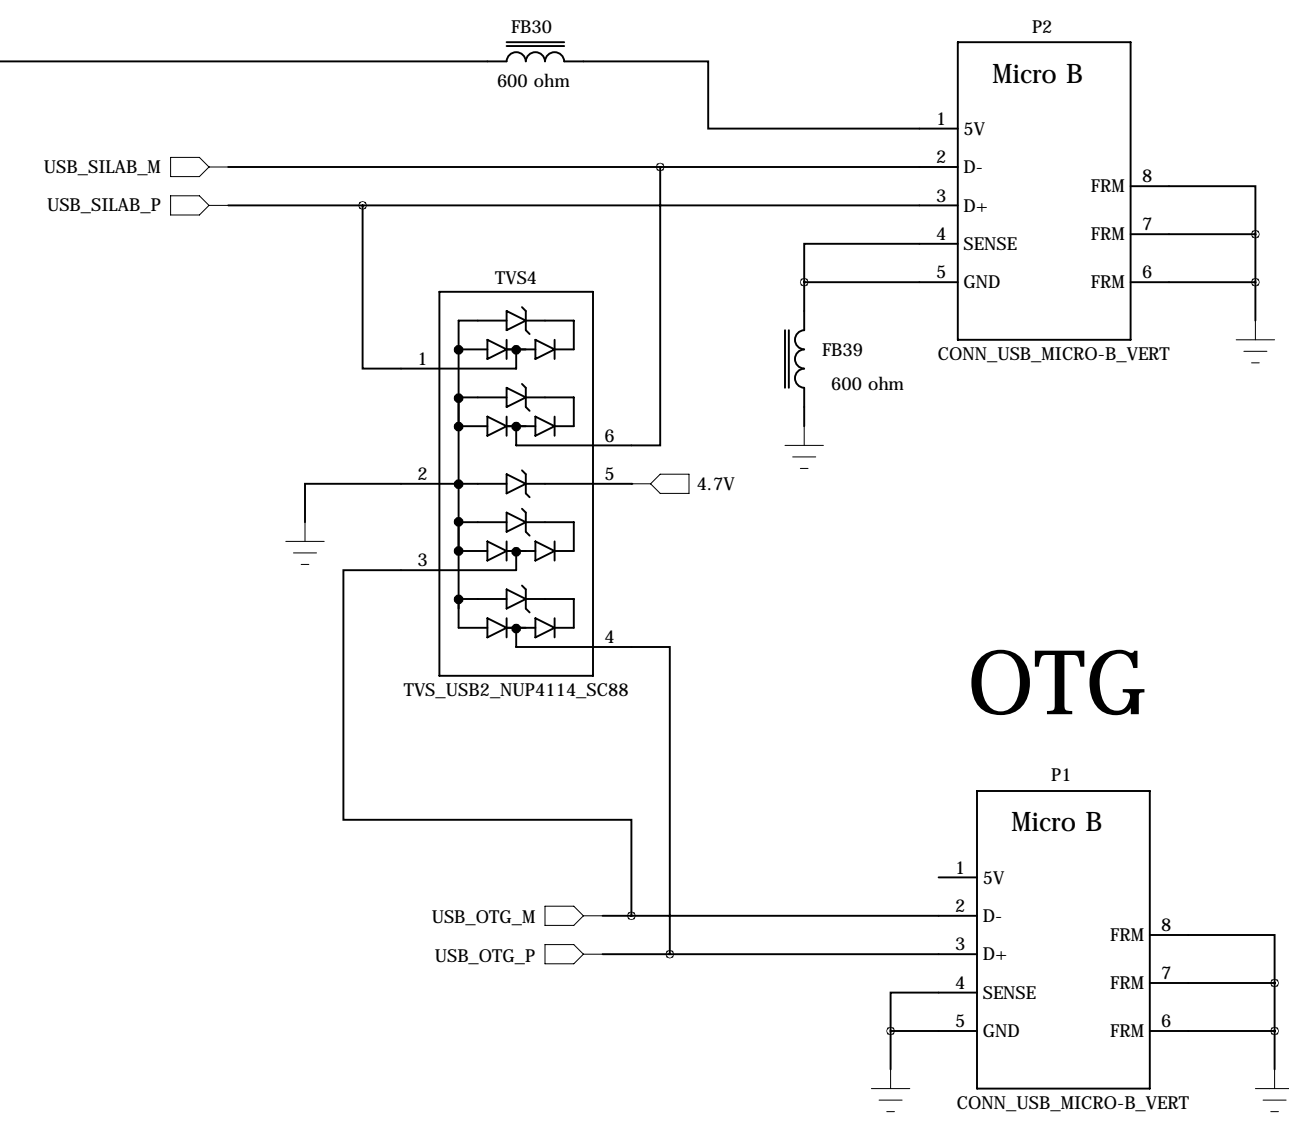 FB30
600 ohm
P2
Micro B
1
5V
USB_SILAB_M
2
D-
8
FRM
USB_SILAB_P
3
D+
4
SENSE
7
FRM
5
GND
6
FRM
TVS4
CONN_USB_MICRO-B_VERT
1
FB39
600 ohm
6
2
5
4.7V
3
4
TVS_USB2_NUP4114_SC88
OTG
P1
Micro B
1
5V
USB_OTG_M
2
D-
8
FRM
USB_OTG_P
3
D+
4
SENSE
7
FRM
5
GND
6
FRM
CONN_USB_MICRO-B_VERT